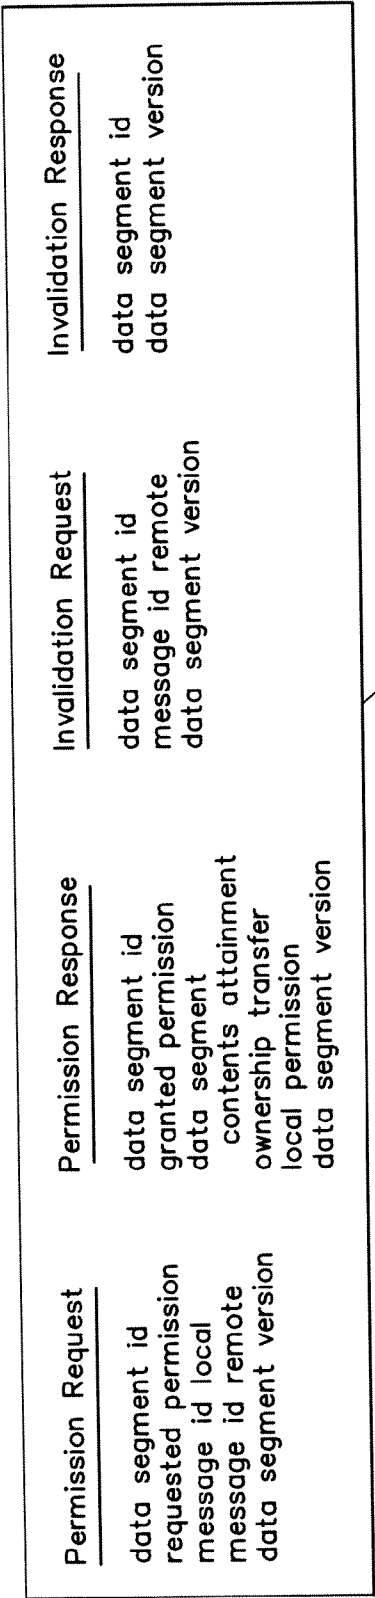 Permission Request
data segment id
requested permission
message id local
message id remote
data segment version
Permission Response
data segment id
granted permission
data segment
contents attainment
ownership transfer
local permission
data segment version
Invalidation Request
data segment id
message id remote
data segment version
Invalidation Response
data segment id
data segment version